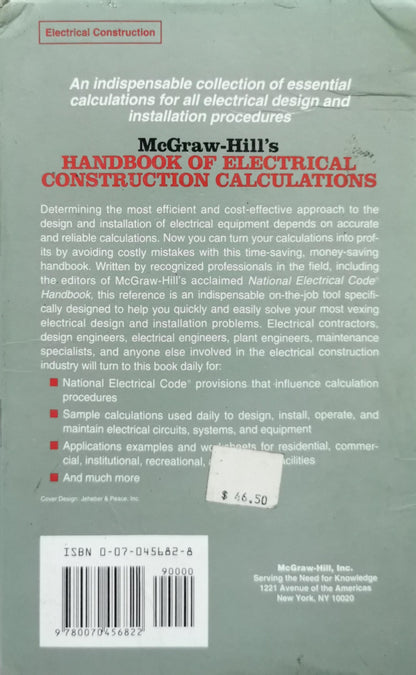 Electrical Construction
An indispensable collection of essential
calculations for all electrical design and
installation procedures
McGraw-Hill's
HANDBOOK OF ELECTRICAL
CONSTRUCTION CALCULATIONS
Determining the most efficient and cost-effective approach to the
design and installation of electrical equipment depends on accurate
and reliable calculations. Now you can turn your calculations into prof-
its by avoiding costly mistakes with this time-saving, money-saving
handbook. Written by recognized professionals in the field, including
the editors of McGraw-Hill's acclaimed National Electrical Code®
Handbook, this reference is an indispensable on-the-job tool specifi-
cally designed to help you quickly and easily solve your most vexing
electrical design and installation problems. Electrical contractors,
design engineers, electrical engineers, plant engineers, maintenance
specialists, and anyone else involved in the electrical construction
industry will turn to this book daily for:
National Electrical Code® provisions that influence calculation
procedures
Sample calculations used daily to design, install, operate, and
maintain electrical circuits, systems, and equipment
Applications examples and worksheets for residential, commer-
cial, institutional, recreational, facilities
And much more
Cover Design: Jeheber & Peace, Inc.
$ 46.50
ISBN 0-07-045682-8
90000
9 780070 456822
McGraw-Hill, Inc.
Serving the Need for Knowledge
1221 Avenue of the Americas
New York, NY 10020